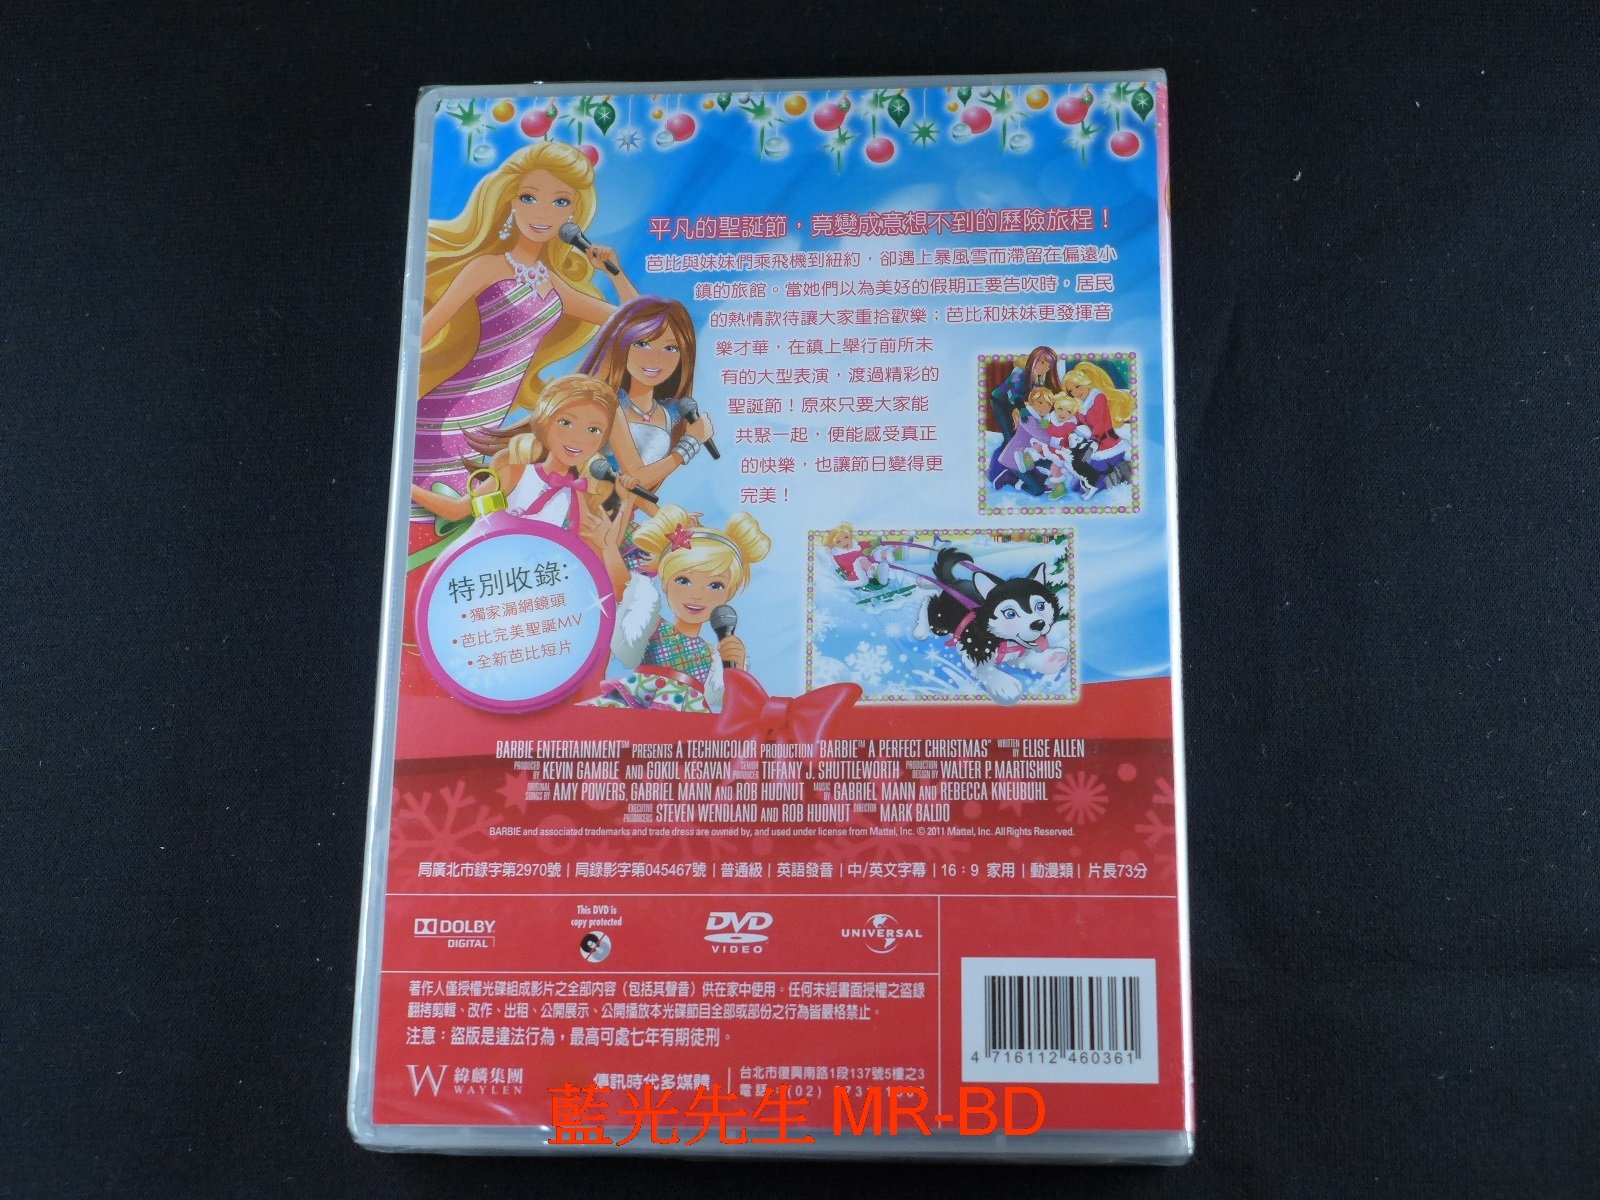 平凡的聖誕節，竟變成意想不到的歷險旅程！
芭比與妹妹們乘飛機到紐約，卻遇上暴風雪而滯留在偏遠小
鎮的旅館。當她們以為美好的假期正要告吹時，居民
的熱情款待讓大家重拾歡樂；芭比和妹妹更發揮音
樂才華，在鎮上舉行前所未
有的大型表演，渡過精彩的
聖誕節！原來只要大家能
共聚一起，便能感受真正
的快樂，也讓節日變得更
完美！
特別收錄:
•獨家漏網鏡頭
•芭比完美聖誕MV
•全新芭比短片
BARBIE ENTERTAINMENT℠ PRESENTS A TECHNICOLOR PRODUCTION "BARBIE™ A PERFECT CHRISTMAS" WRITTEN BY ELISE ALLEN
PRODUCED BY KEVIN GAMBLE AND GOKUL KESAVAN SENIOR PRODUCER TIFFANY J. SHUTTLEWORTH PRODUCTION DESIGN BY WALTER P. MARTISHIUS
ORIGINAL SONGS BY AMY POWERS, GABRIEL MANN AND ROB HUDNUT MUSIC BY GABRIEL MANN AND REBECCA KNEUBUHL
EXECUTIVE PRODUCERS STEVEN WENDLAND AND ROB HUDNUT DIRECTOR MARK BALDO
BARBIE and associated trademarks and trade dress are owned by, and used under license from Mattel, Inc. © 2011 Mattel, Inc. All Rights Reserved.
局廣北市錄字第2970號 | 局錄影字第045467號 | 普通級 | 英語發音 | 中/英文字幕 | 16：9 家用 | 動漫類 | 片長73分
DOLBY
DIGITAL
This DVD is
copy protected
DVD
VIDEO
UNIVERSAL
著作人僅授權光碟組成影片之全部內容（包括其聲音）供在家中使用。任何未經書面授權之盜錄
翻拷剪輯、改作、出租、公開展示、公開播放本光碟節目全部或部份之行為皆嚴格禁止。
注意：盜版是違法行為，最高可處七年有期徒刑。
4 716112 460361
W 緯麟集團
WAYLEN
傳訊時代多媒體
台北市復興南路1段137號5樓之3
電話 (02)
藍光先生 MR-BD